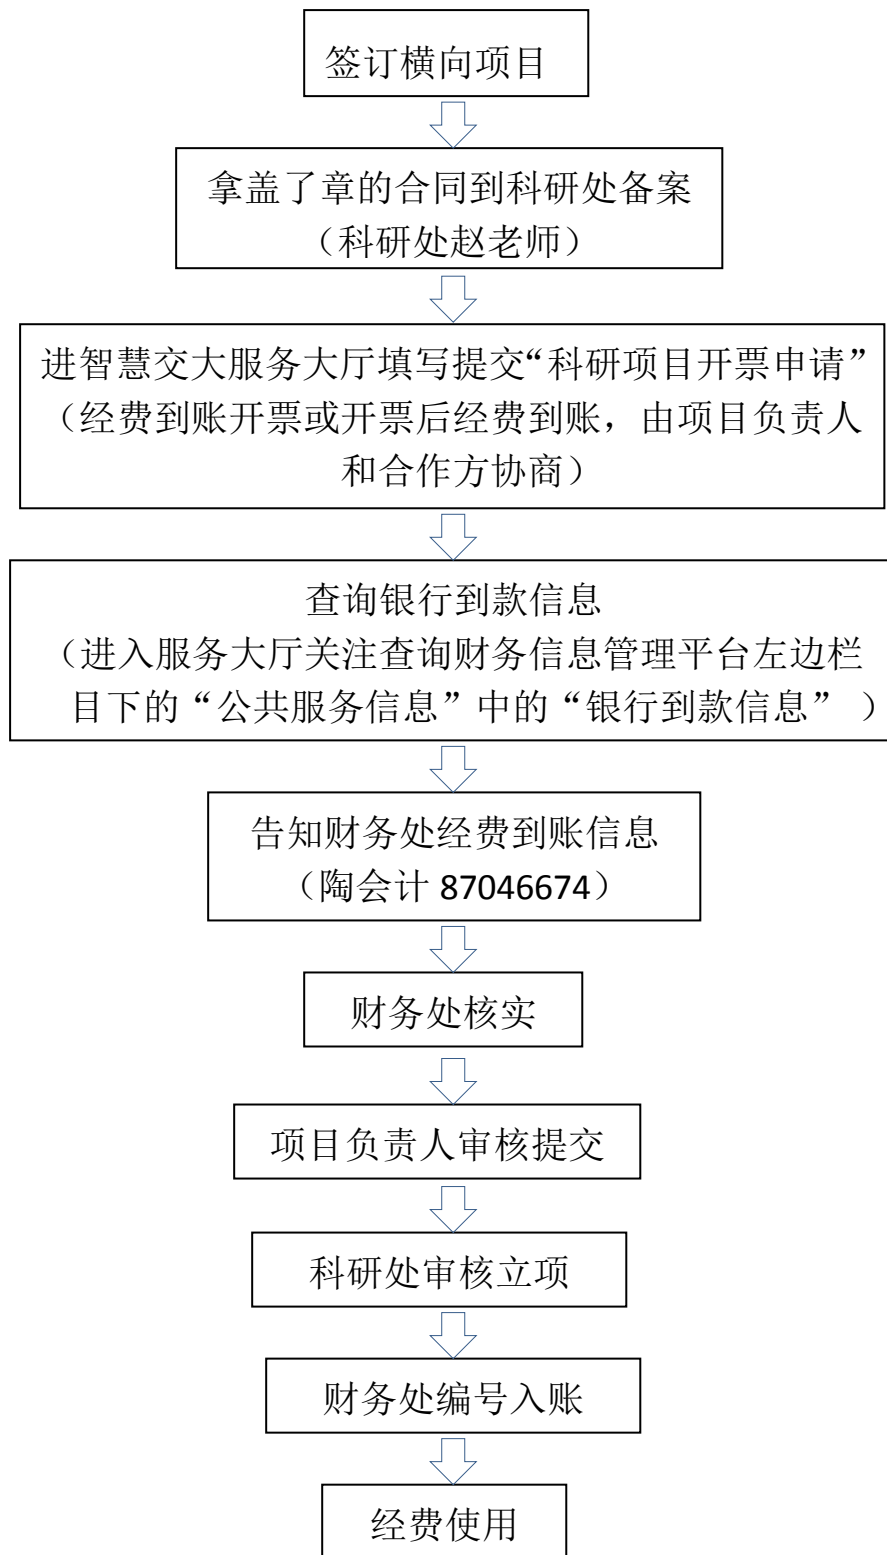 签订横向项目
拿盖了章的合同到科研处备案
（科研处赵老师）
进智慧交大服务大厅填写提交“科研项目开票申请”
（经费到账开票或开票后经费到账，由项目负责人
和合作方协商）
查询银行到款信息
（进入服务大厅关注查询财务信息管理平台左边栏
目下的“公共服务信息”中的“银行到款信息” ）
告知财务处经费到账信息
（陶会计 87046674）
财务处核实
项目负责人审核提交
科研处审核立项
财务处编号入账
经费使用